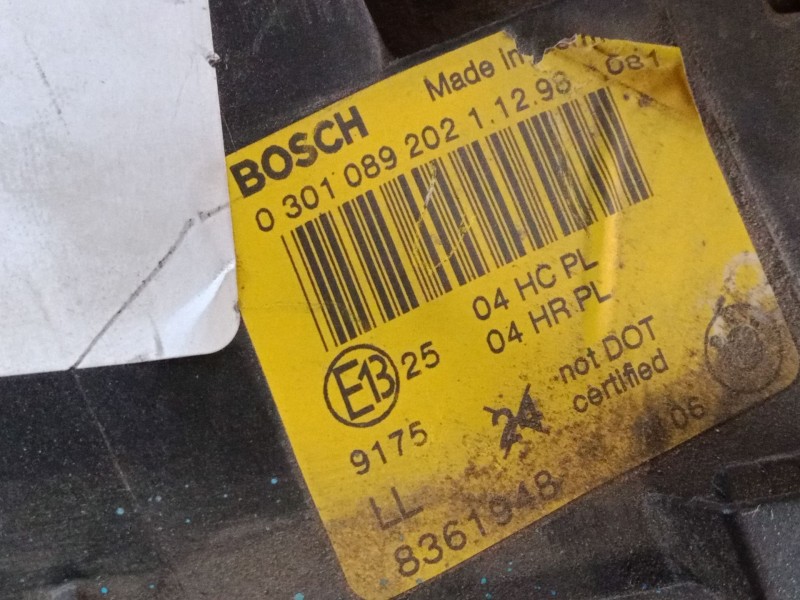 Made in
BOSCH
0 301 089 202 1.12.98 081
04 HC PL
04 HR PL
E13 25
not DOT
certified
24
9175
06
LL
8361948